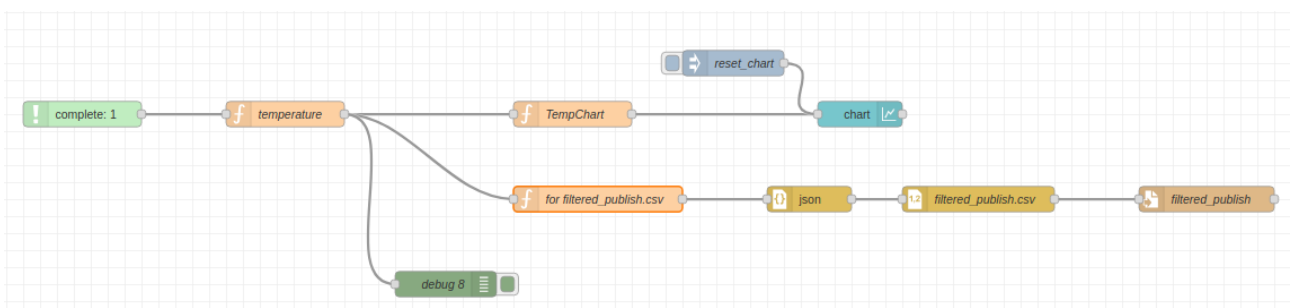 reset_chart
complete: 1
temperature
TempChart
chart
for filtered_publish.csv
json
filtered_publish.csv
filtered_publish
debug 8